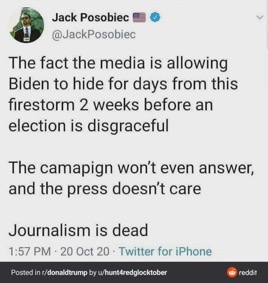 Jack Posobiec 🇺🇸
@JackPosobiec
The fact the media is allowing
Biden to hide for days from this
firestorm 2 weeks before an
election is disgraceful
The camapign won't even answer,
and the press doesn't care
Journalism is dead
1:57 PM · 20 Oct 20 · Twitter for iPhone
Posted in r/donaldtrump by u/hunt4redglocktober reddit